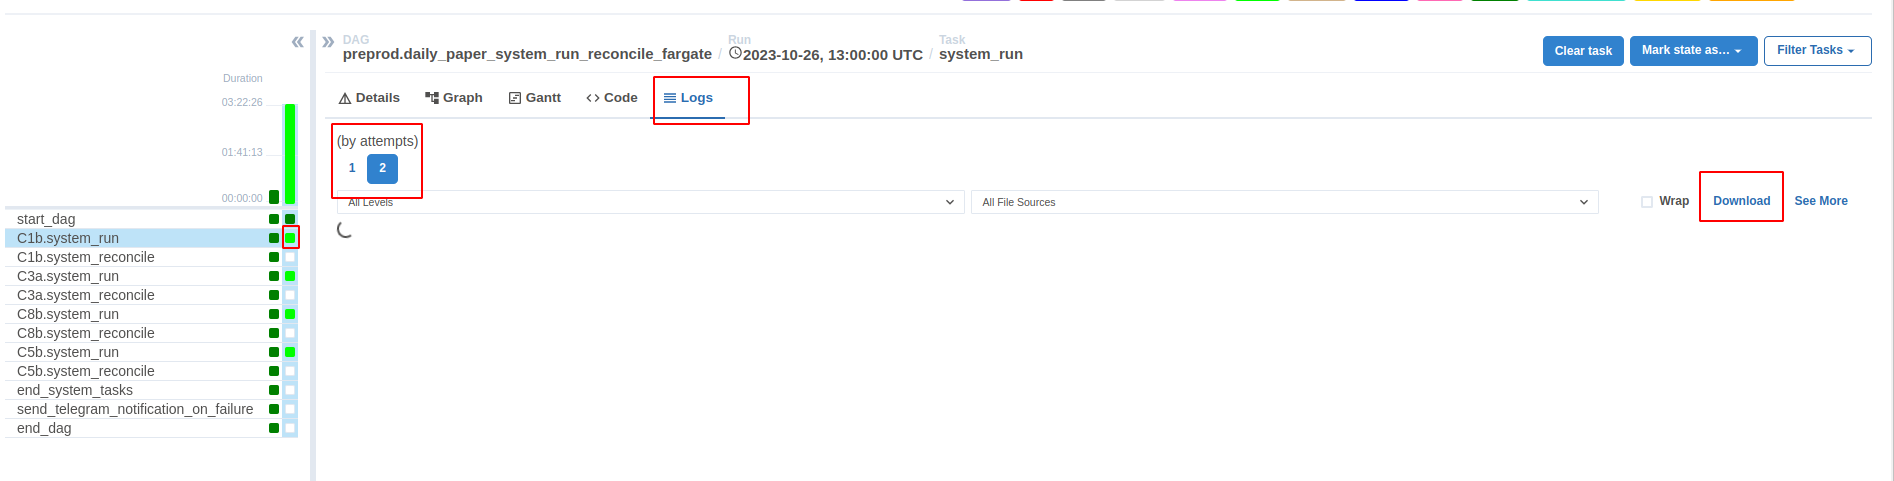 « » DAG Run Task
preprod.daily_paper_system_run_reconcile_fargate / 2023-10-26, 13:00:00 UTC / system_run
Clear task Mark state as… Filter Tasks
Duration
03:22:26
01:41:13
00:00:00
Details Graph Gantt <> Code Logs
(by attempts)
1 2
All Levels All File Sources Wrap Download See More
start_dag
C1b.system_run
C1b.system_reconcile
C3a.system_run
C3a.system_reconcile
C8b.system_run
C8b.system_reconcile
C5b.system_run
C5b.system_reconcile
end_system_tasks
send_telegram_notification_on_failure
end_dag